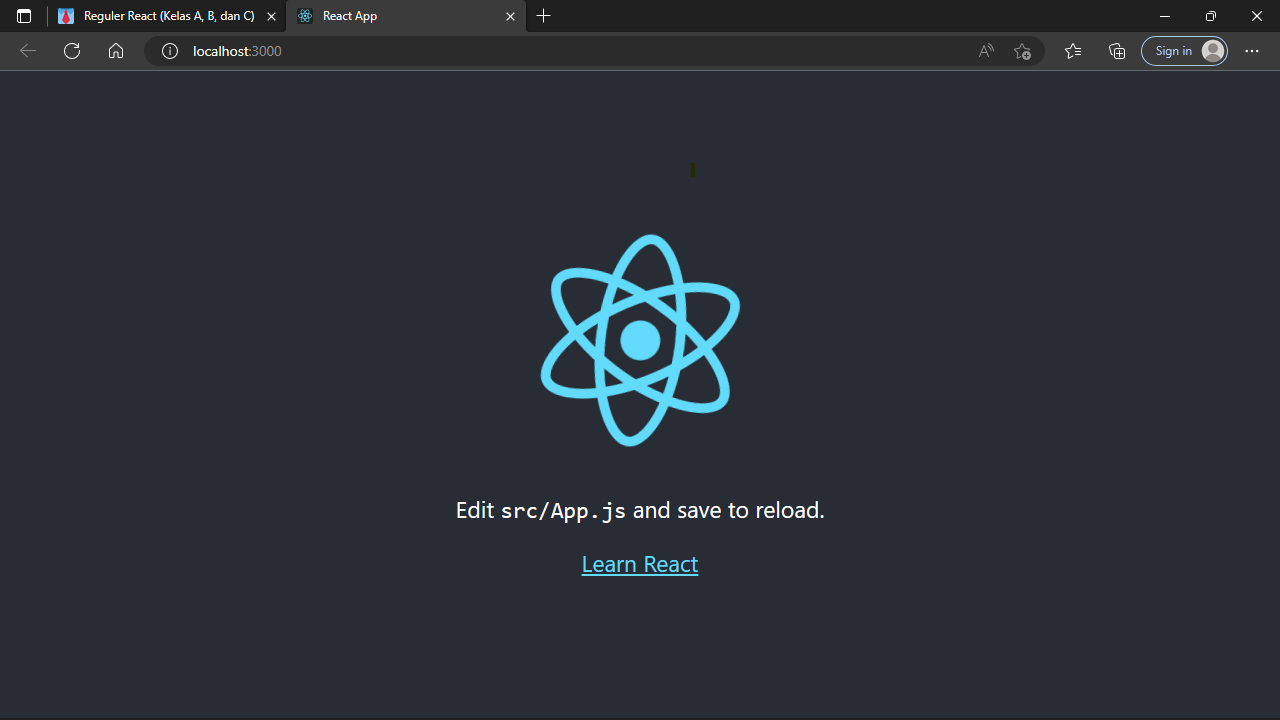 Reguler React (Kelas A, B, dan C)
React App
localhost:3000
Sign in
Edit src/App.js and save to reload.
Learn React